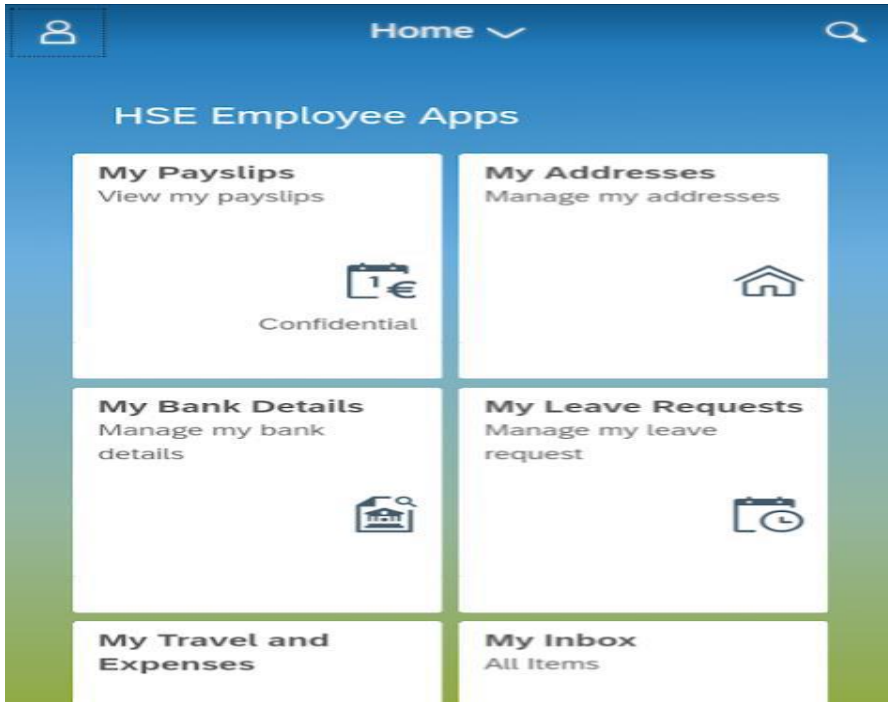 Home
HSE Employee Apps
My Payslips
View my payslips
1
€
Confidential
My Addresses
Manage my addresses
My Bank Details
Manage my bank
details
My Leave Requests
Manage my leave
request
My Travel and
Expenses
My Inbox
All Items